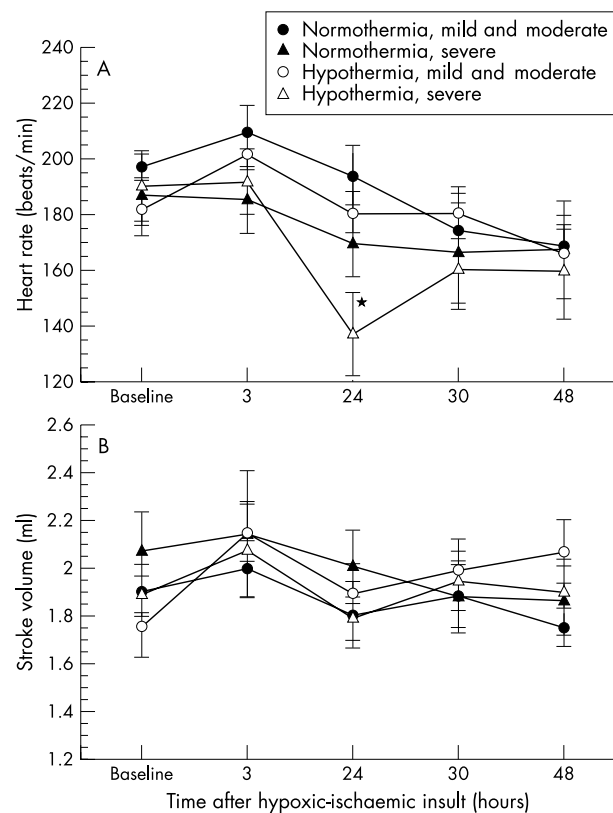 ● Normothermia, mild and moderate
▲ Normothermia, severe
○ Hypothermia, mild and moderate
△ Hypothermia, severe
A
220
200
180
160
140
120
Heart rate (beats/min)
★
Baseline 3 24 30 48
B
2.6
2.4
2.2
2
1.8
1.6
1.4
1.2
Stroke volume (ml)
Baseline 3 24 30 48
Time after hypoxic-ischaemic insult (hours)